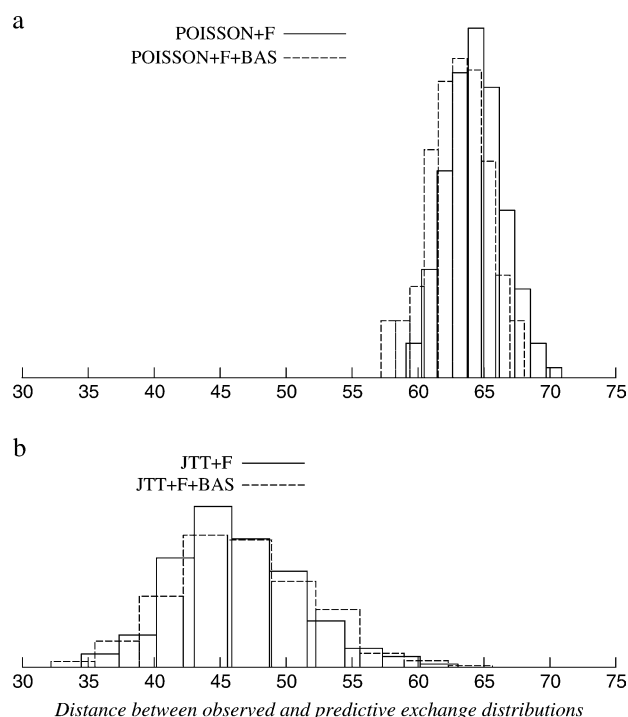 a
POISSON+F
POISSON+F+BAS
30 35 40 45 50 55 60 65 70 75
b
JTT+F
JTT+F+BAS
30 35 40 45 50 55 60 65 70 75
Distance between observed and predictive exchange distributions